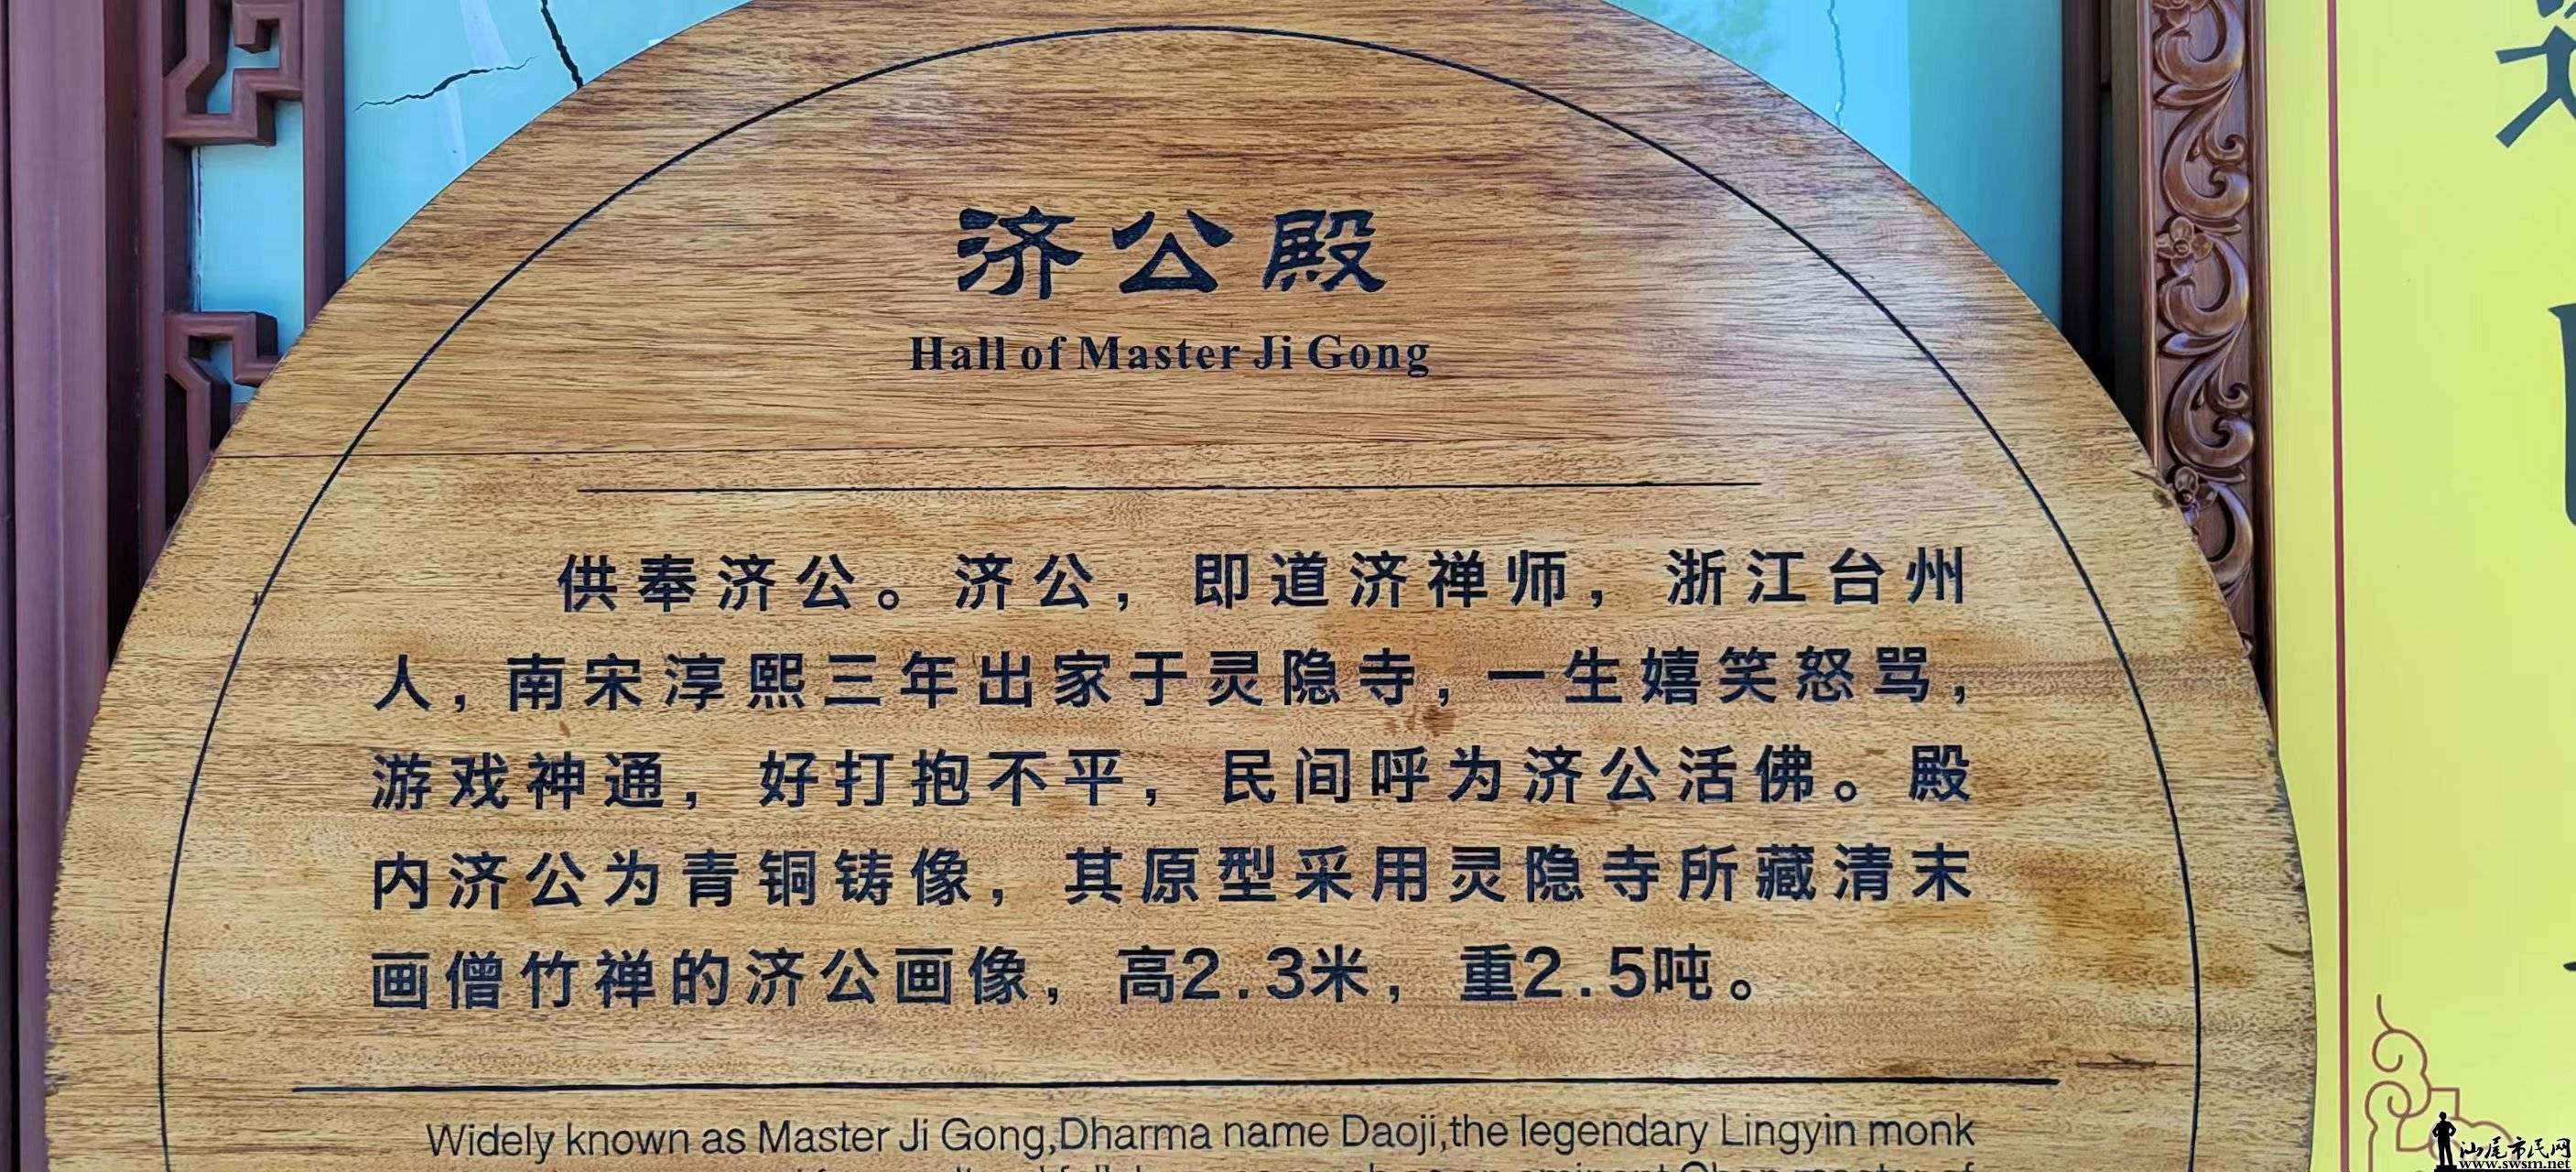 济公殿
Hall of Master Ji Gong
供奉济公。济公，即道济禅师，浙江台州
人，南宋淳熙三年出家于灵隐寺，一生嬉笑怒骂，
游戏神通，好打抱不平，民间呼为济公活佛。殿
内济公为青铜铸像，其原型采用灵隐寺所藏清末
画僧竹禅的济公画像，高2.3米，重2.5吨。
Widely known as Master Ji Gong,Dharma name Daoji,the legendary Lingyin monk
汕尾市民网
www.swsm.net